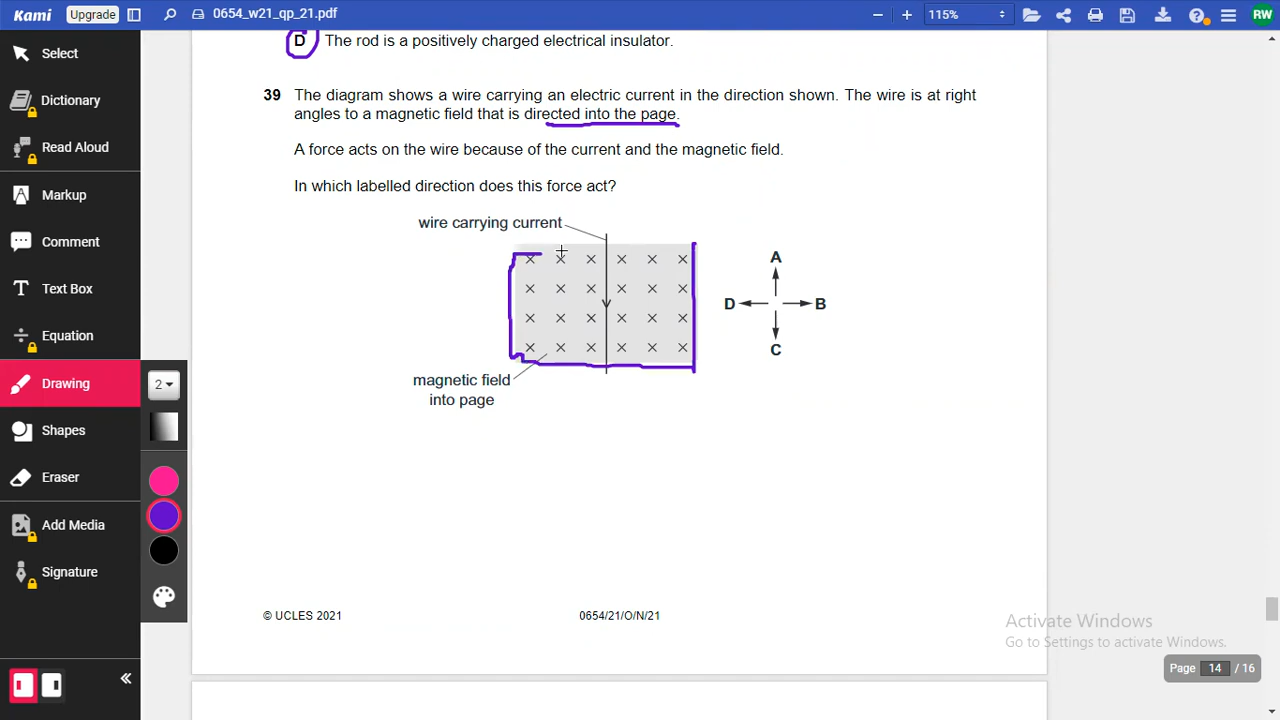 Kami
Upgrade
0654_w21_qp_21.pdf
115%
RW
Select
Dictionary
Read Aloud
Markup
Comment
Text Box
Equation
Drawing
Shapes
Eraser
Add Media
Signature
2
D The rod is a positively charged electrical insulator.
39 The diagram shows a wire carrying an electric current in the direction shown. The wire is at right
angles to a magnetic field that is directed into the page.
A force acts on the wire because of the current and the magnetic field.
In which labelled direction does this force act?
wire carrying current
A
D
B
C
magnetic field
into page
© UCLES 2021
0654/21/O/N/21
Activate Windows
Go to Settings to activate Windows.
Page 14 / 16